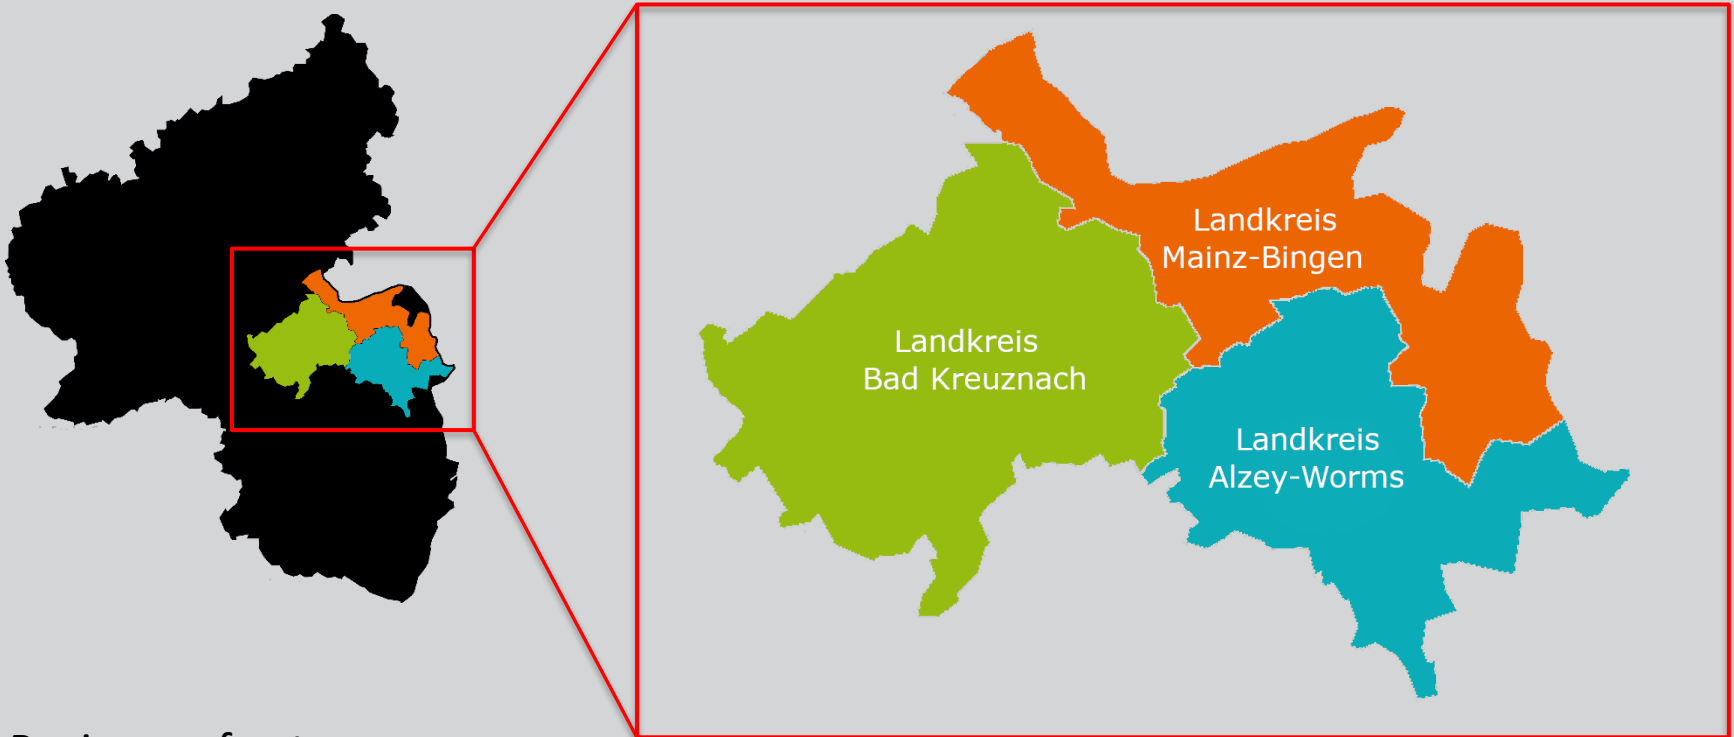 Landkreis
Mainz-Bingen
Landkreis
Bad Kreuznach
Landkreis
Alzey-Worms